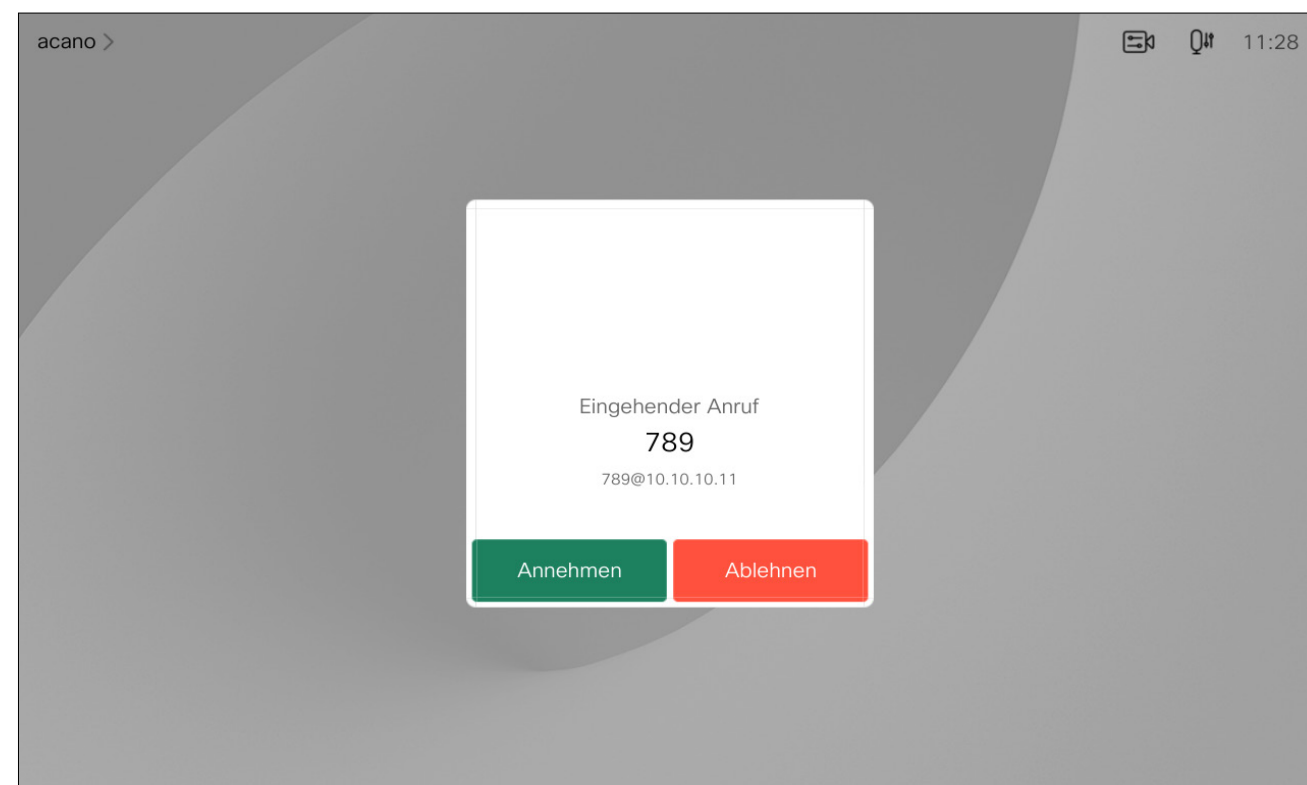 acano
11:28
Eingehender Anruf
789
789@10.10.10.11
Annehmen
Ablehnen